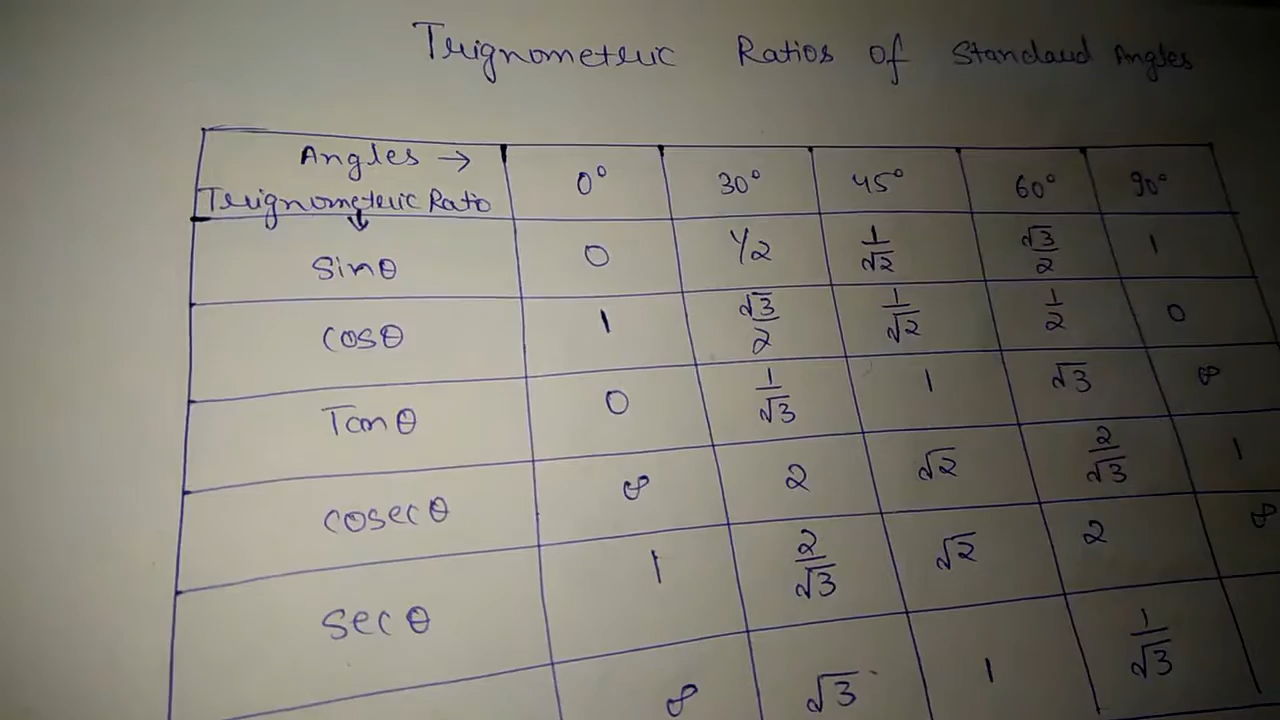 Trignometric Ratios of Standard Angles
Angles → 0° 30° 45° 60° 90°
Trignometric Rato ↓
Sinθ 0 1/2 1/√2 √3/2 1
Cosθ 1 √3/2 1/√2 1/2 0
Tanθ 0 1/√3 1 √3 ∞
Cosecθ ∞ 2 √2 2/√3 1
Secθ 1 2/√3 √2 2 ∞
∞ √3 1 1/√3